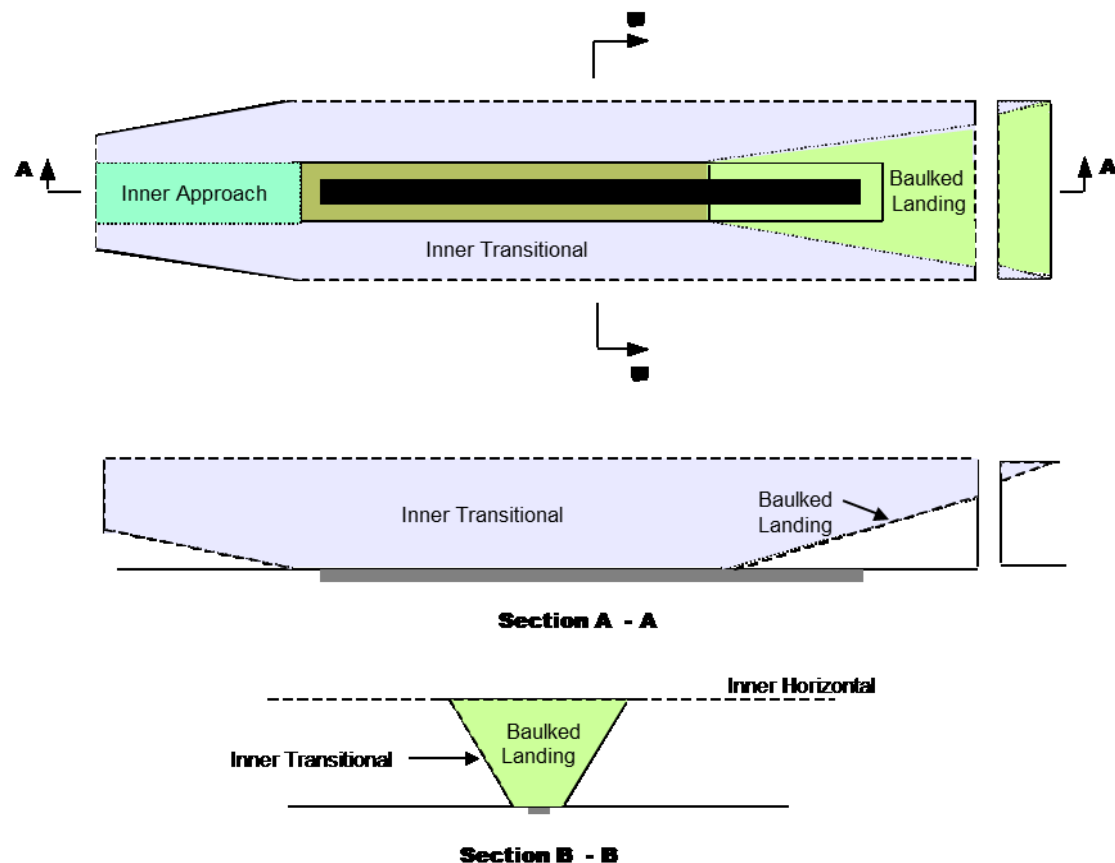 A
A
Inner Approach
Baulked
Landing
Inner Transitional
Inner Transitional
Baulked
Landing
Section A - A
Inner Horizontal
Baulked
Landing
Inner Transitional
Section B - B